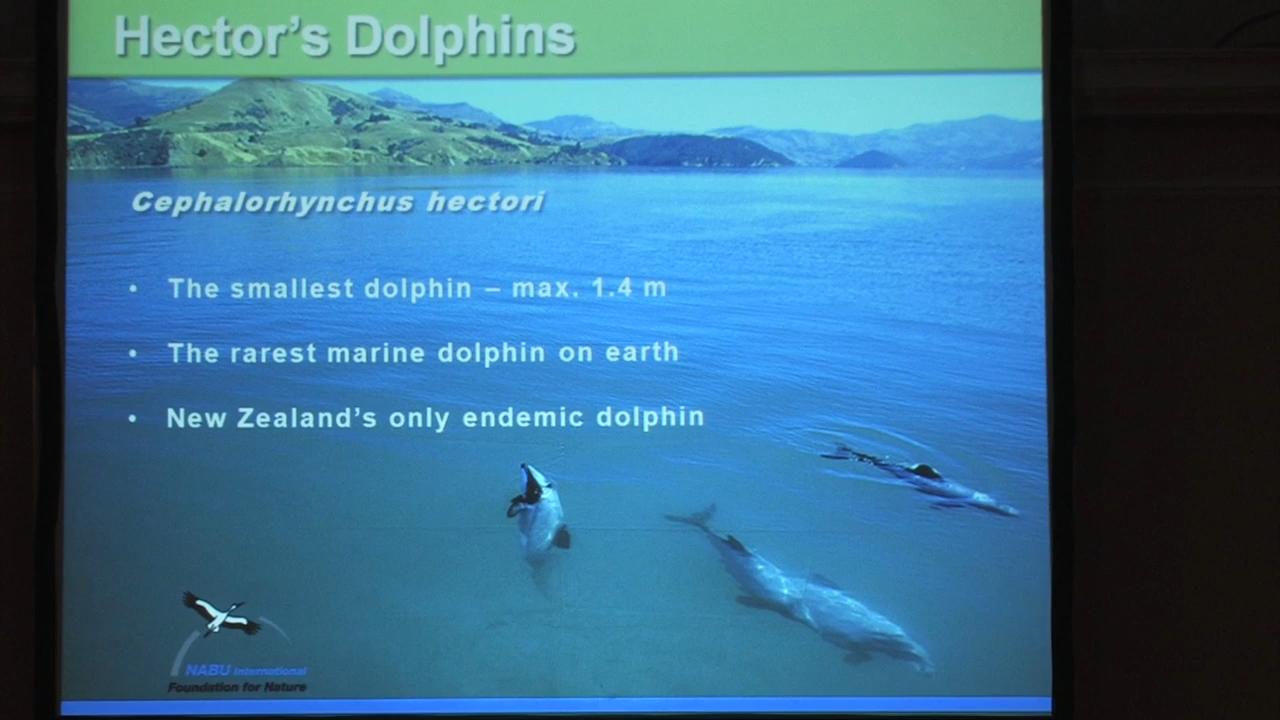 Hector's Dolphins
Cephalorhynchus hectori
• The smallest dolphin – max. 1.4 m
• The rarest marine dolphin on earth
• New Zealand's only endemic dolphin
NABU International
Foundation for Nature